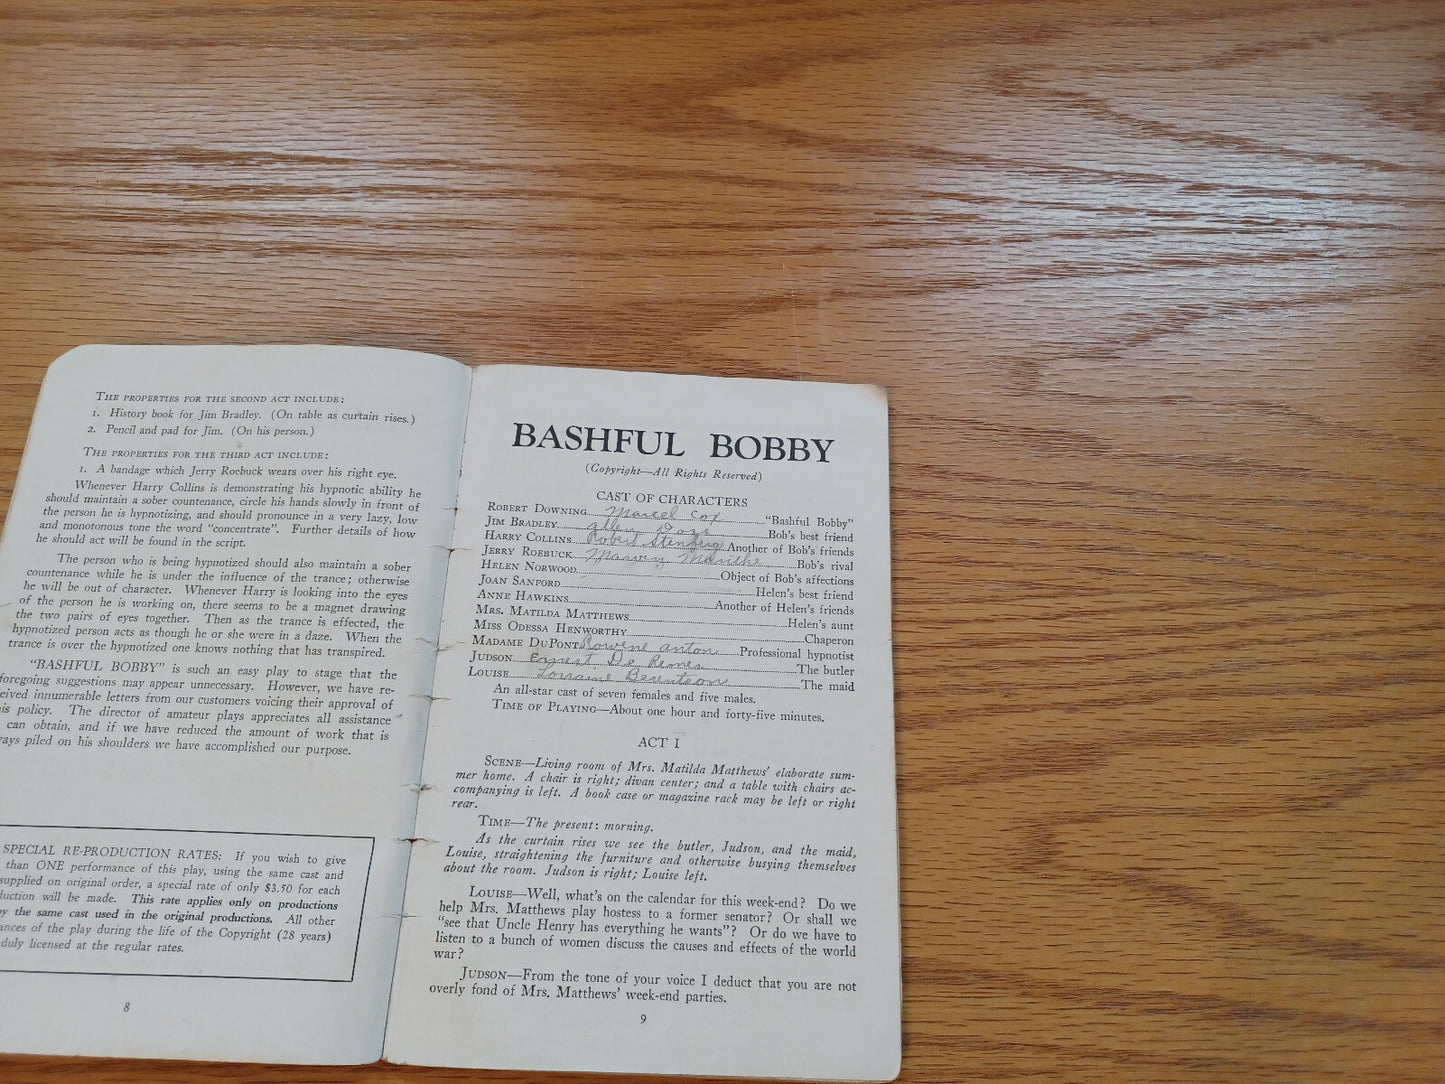 The properties for the second act include:
1. History book for Jim Bradley. (On table as curtain rises.)
2. Pencil and pad for Jim. (On his person.)
The properties for the third act include:
1. A bandage which Jerry Roebuck wears over his right eye.
Whenever Harry Collins is demonstrating his hypnotic ability he
should maintain a sober countenance, circle his hands slowly in front of
the person he is hypnotizing, and should pronounce in a very lazy, low
and monotonous tone the word "concentrate". Further details of how
he should act will be found in the script.
The person who is being hypnotized should also maintain a sober
countenance while he is under the influence of the trance; otherwise
he will be out of character. Whenever Harry is looking into the eyes
of the person he is working on, there seems to be a magnet drawing
the two pairs of eyes together. Then as the trance is effected, the
hypnotized person acts as though he or she were in a daze. When the
trance is over the hypnotized one knows nothing that has transpired.
"BASHFUL BOBBY" is such an easy play to stage that the
foregoing suggestions may appear unnecessary. However, we have re-
ceived innumerable letters from our customers voicing their approval of
policy. The director of amateur plays appreciates all assistance
can obtain, and if we have reduced the amount of work that is
piled on his shoulders we have accomplished our purpose.
SPECIAL RE-PRODUCTION RATES: If you wish to give
than ONE performance of this play, using the same cast and
supplied on original order, a special rate of only $3.50 for each
will be made. This rate applies only on productions
the same cast used in the original productions. All other
of the play during the life of the Copyright (28 years)
duly licensed at the regular rates.
8
BASHFUL BOBBY
(Copyright—All Rights Reserved)
CAST OF CHARACTERS
Robert Downing Marcel Cox "Bashful Bobby"
Jim Bradley Allen Bob's best friend
Harry Collins Robert Stenberg Another of Bob's friends
Jerry Roebuck Bob's rival
Helen Norwood Object of Bob's affections
Joan Sanford Helen's best friend
Anne Hawkins Another of Helen's friends
Mrs. Matilda Matthews Helen's aunt
Miss Odessa Henworthy Chaperon
Madame DuPont Rowene Anton Professional hypnotist
Judson Ernest De The butler
Louise Lorraine Berentson The maid
An all-star cast of seven females and five males.
Time of Playing—About one hour and forty-five minutes.
ACT I
Scene—Living room of Mrs. Matilda Matthews' elaborate sum-
mer home. A chair is right; divan center; and a table with chairs ac-
companying is left. A book case or magazine rack may be left or right
rear.
Time—The present: morning.
As the curtain rises we see the butler, Judson, and the maid,
Louise, straightening the furniture and otherwise busying themselves
about the room. Judson is right; Louise left.
Louise—Well, what's on the calendar for this week-end? Do we
help Mrs. Matthews play hostess to a former senator? Or shall we
"see that Uncle Henry has everything he wants"? Or do we have to
listen to a bunch of women discuss the causes and effects of the world
war?
Judson—From the tone of your voice I deduct that you are not
overly fond of Mrs. Matthews' week-end parties.
9